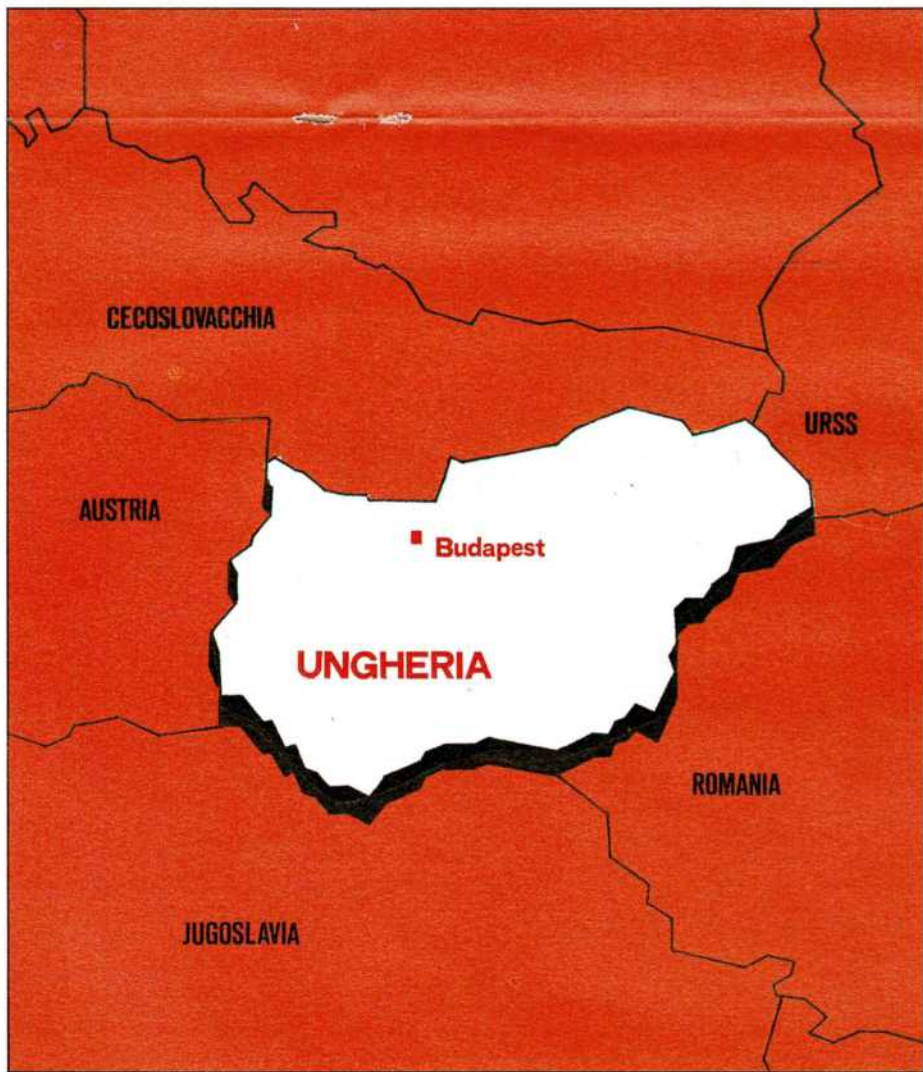 CECOSLOVACCHIA
URSS
AUSTRIA
Budapest
UNGHERIA
ROMANIA
JUGOSLAVIA